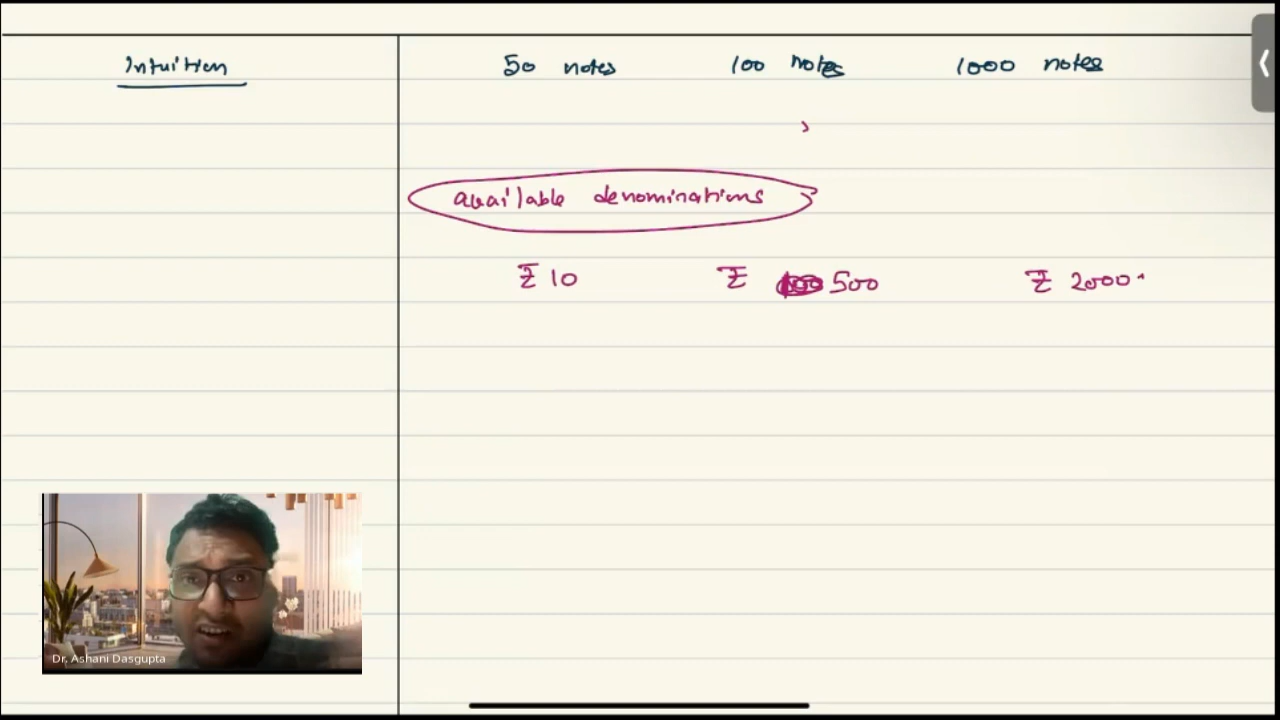 Intuition
50 notes 100 notes 1000 notes
available denominations
₹ 10 ₹ 500 ₹ 2000
Dr. Ashani Dasgupta